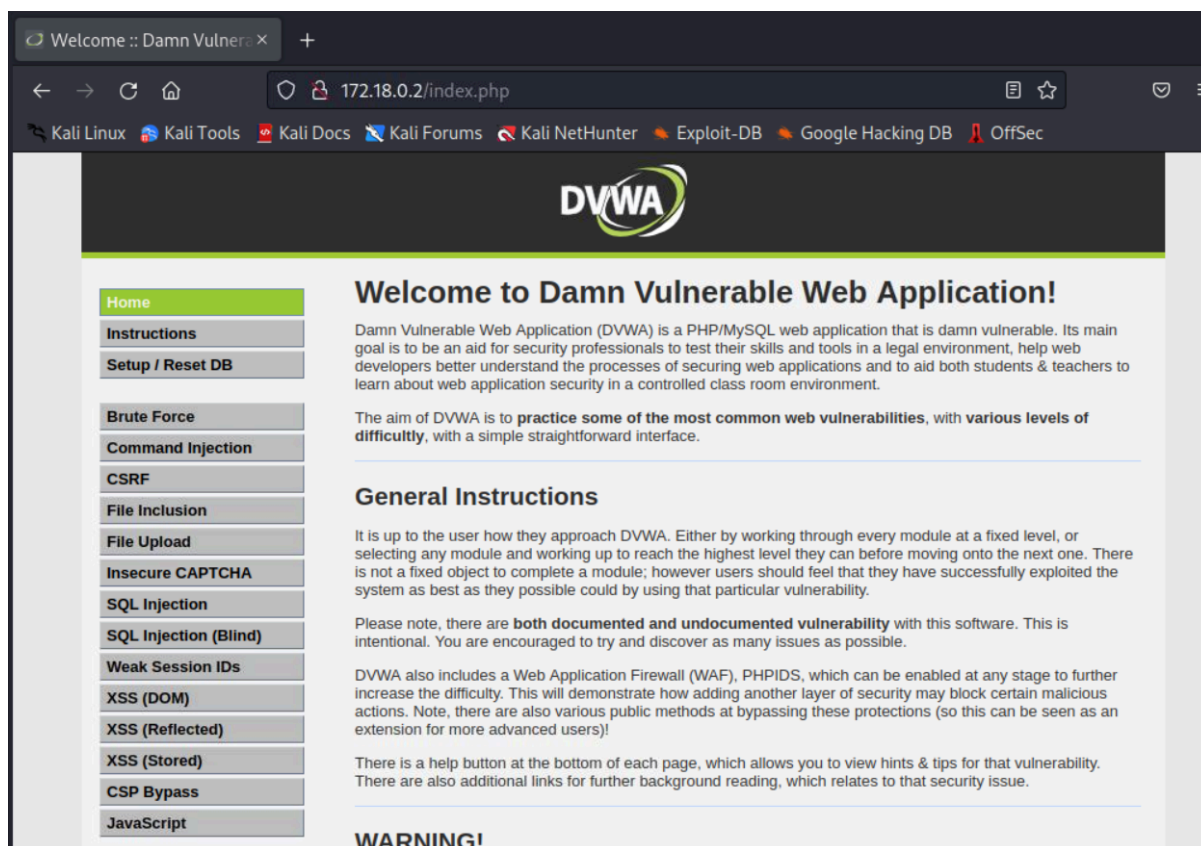 Welcome :: Damn Vulnera
172.18.0.2/index.php
Kali Linux Kali Tools Kali Docs Kali Forums Kali NetHunter Exploit-DB Google Hacking DB OffSec
DVWA
Home
Instructions
Setup / Reset DB
Brute Force
Command Injection
CSRF
File Inclusion
File Upload
Insecure CAPTCHA
SQL Injection
SQL Injection (Blind)
Weak Session IDs
XSS (DOM)
XSS (Reflected)
XSS (Stored)
CSP Bypass
JavaScript
Welcome to Damn Vulnerable Web Application!
Damn Vulnerable Web Application (DVWA) is a PHP/MySQL web application that is damn vulnerable. Its main
goal is to be an aid for security professionals to test their skills and tools in a legal environment, help web
developers better understand the processes of securing web applications and to aid both students & teachers to
learn about web application security in a controlled class room environment.
The aim of DVWA is to practice some of the most common web vulnerabilities, with various levels of
difficultly, with a simple straightforward interface.
General Instructions
It is up to the user how they approach DVWA. Either by working through every module at a fixed level, or
selecting any module and working up to reach the highest level they can before moving onto the next one. There
is not a fixed object to complete a module; however users should feel that they have successfully exploited the
system as best as they possible could by using that particular vulnerability.
Please note, there are both documented and undocumented vulnerability with this software. This is
intentional. You are encouraged to try and discover as many issues as possible.
DVWA also includes a Web Application Firewall (WAF), PHPIDS, which can be enabled at any stage to further
increase the difficulty. This will demonstrate how adding another layer of security may block certain malicious
actions. Note, there are also various public methods at bypassing these protections (so this can be seen as an
extension for more advanced users)!
There is a help button at the bottom of each page, which allows you to view hints & tips for that vulnerability.
There are also additional links for further background reading, which relates to that security issue.
WARNING!